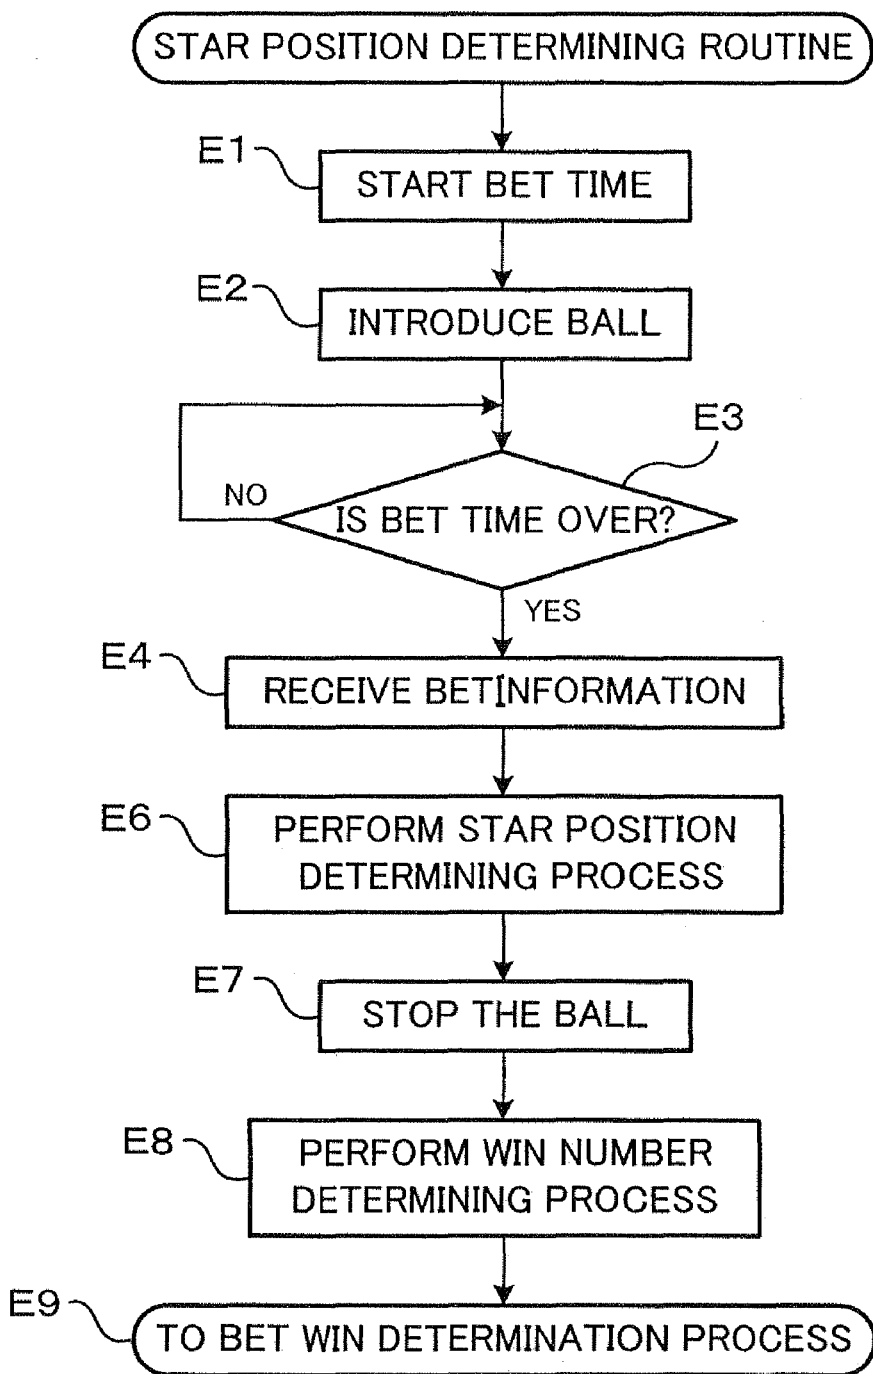 STAR POSITION DETERMINING ROUTINE
E1
START BET TIME
E2
INTRODUCE BALL
E3
NO
IS BET TIME OVER?
YES
E4
RECEIVE BETINFORMATION
E6
PERFORM STAR POSITION
DETERMINING PROCESS
E7
STOP THE BALL
E8
PERFORM WIN NUMBER
DETERMINING PROCESS
E9
TO BET WIN DETERMINATION PROCESS